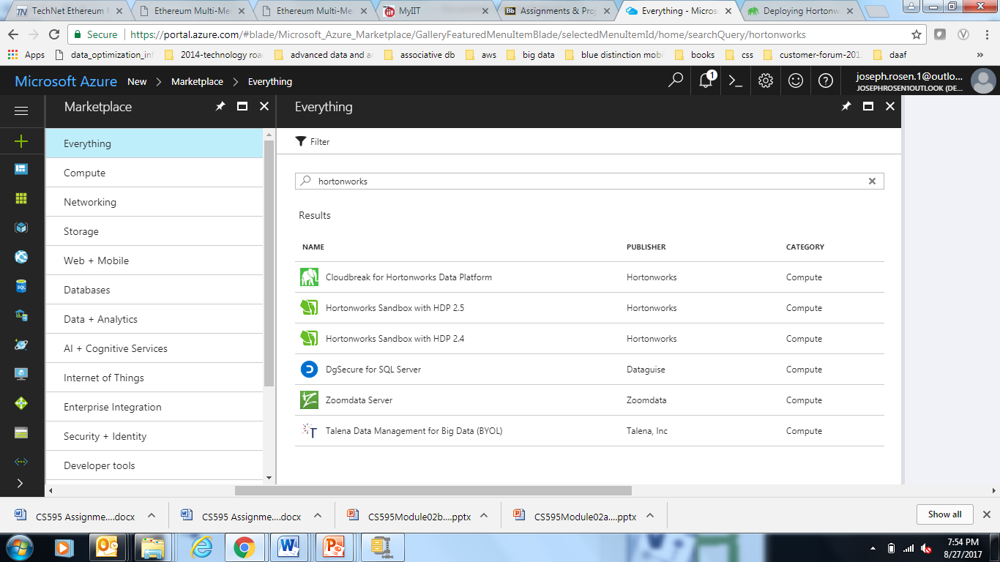 TechNet Ethereum
Ethereum Multi-Me
Ethereum Multi-Me
MyIIT
Assignments & Proj
Everything - Micros
Deploying Hortonw
Secure
https://portal.azure.com/#blade/Microsoft_Azure_Marketplace/GalleryFeaturedMenuItemBlade/selectedMenuItemId/home/searchQuery/hortonworks
Apps
data_optimization_inf
2014-technology roa
advanced data and a
associative db
aws
big data
blue distinction mobi
books
css
customer-forum-201
daaf
»
Microsoft Azure New > Marketplace > Everything
1
joseph.rosen.1@outlo...
JOSEPHROSEN1OUTLOOK (DE...
Marketplace
Everything
Compute
Networking
Storage
Web + Mobile
Databases
Data + Analytics
AI + Cognitive Services
Internet of Things
Enterprise Integration
Security + Identity
Developer tools
Everything
Filter
hortonworks
Results
NAME PUBLISHER CATEGORY
Cloudbreak for Hortonworks Data Platform Hortonworks Compute
Hortonworks Sandbox with HDP 2.5 Hortonworks Compute
Hortonworks Sandbox with HDP 2.4 Hortonworks Compute
DgSecure for SQL Server Dataguise Compute
Zoomdata Server Zoomdata Compute
Talena Data Management for Big Data (BYOL) Talena, Inc Compute
CS595 Assignme....docx
CS595 Assignme....docx
CS595Module02b....pptx
CS595Module02a....pptx
Show all
7:54 PM
8/27/2017